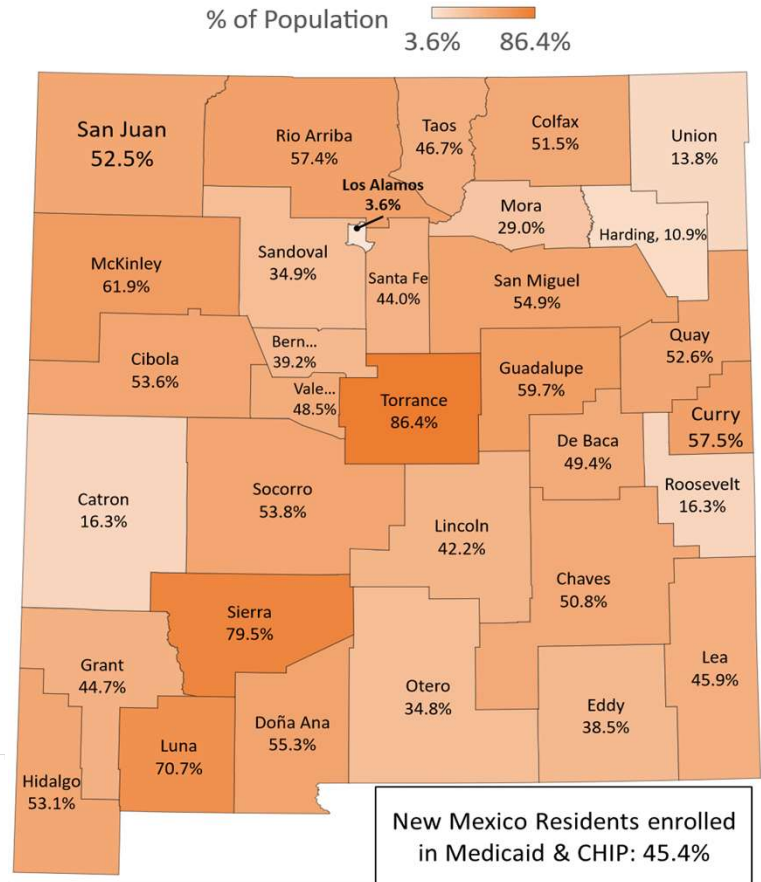 % of Population
3.6% 86.4%
San Juan
52.5%
Rio Arriba
57.4%
Taos
46.7%
Colfax
51.5%
Union
13.8%
Los Alamos
3.6%
Mora
29.0%
Harding, 10.9%
McKinley
61.9%
Sandoval
34.9%
Santa Fe
44.0%
San Miguel
54.9%
Quay
52.6%
Cibola
53.6%
Bern...
39.2%
Vale...
48.5%
Torrance
86.4%
Guadalupe
59.7%
Curry
57.5%
De Baca
49.4%
Roosevelt
16.3%
Catron
16.3%
Socorro
53.8%
Lincoln
42.2%
Chaves
50.8%
Sierra
79.5%
Grant
44.7%
Otero
34.8%
Lea
45.9%
Eddy
38.5%
Doña Ana
55.3%
Luna
70.7%
Hidalgo
53.1%
New Mexico Residents enrolled
in Medicaid & CHIP: 45.4%